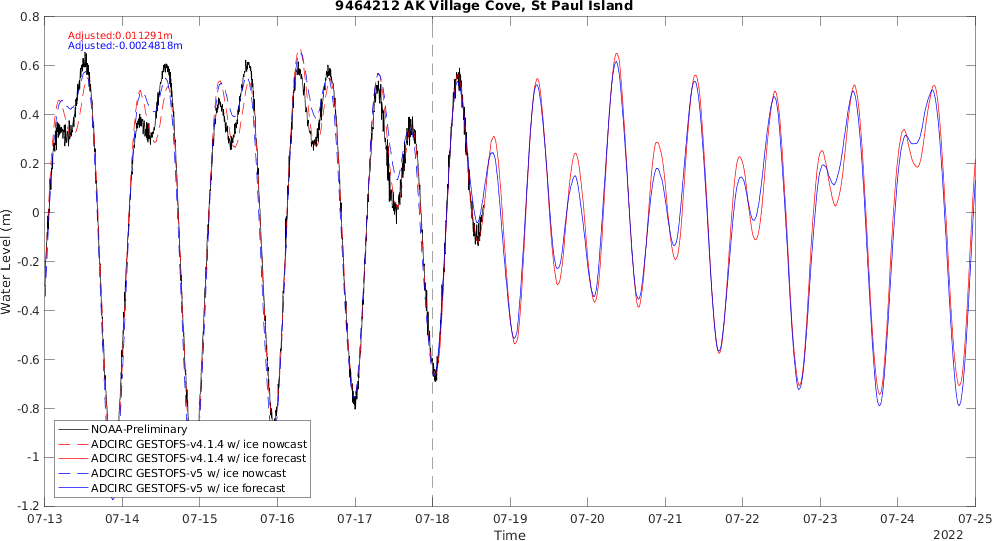 9464212 AK Village Cove, St Paul Island
Adjusted:0.011291m
Adjusted:-0.0024818m
0.8
0.6
0.4
0.2
0
-0.2
-0.4
-0.6
-0.8
-1
-1.2
Water Level (m)
NOAA-Preliminary
ADCIRC GESTOFS-v4.1.4 w/ ice nowcast
ADCIRC GESTOFS-v4.1.4 w/ ice forecast
ADCIRC GESTOFS-v5 w/ ice nowcast
ADCIRC GESTOFS-v5 w/ ice forecast
07-13 07-14 07-15 07-16 07-17 07-18 07-19 07-20 07-21 07-22 07-23 07-24 07-25
Time
2022